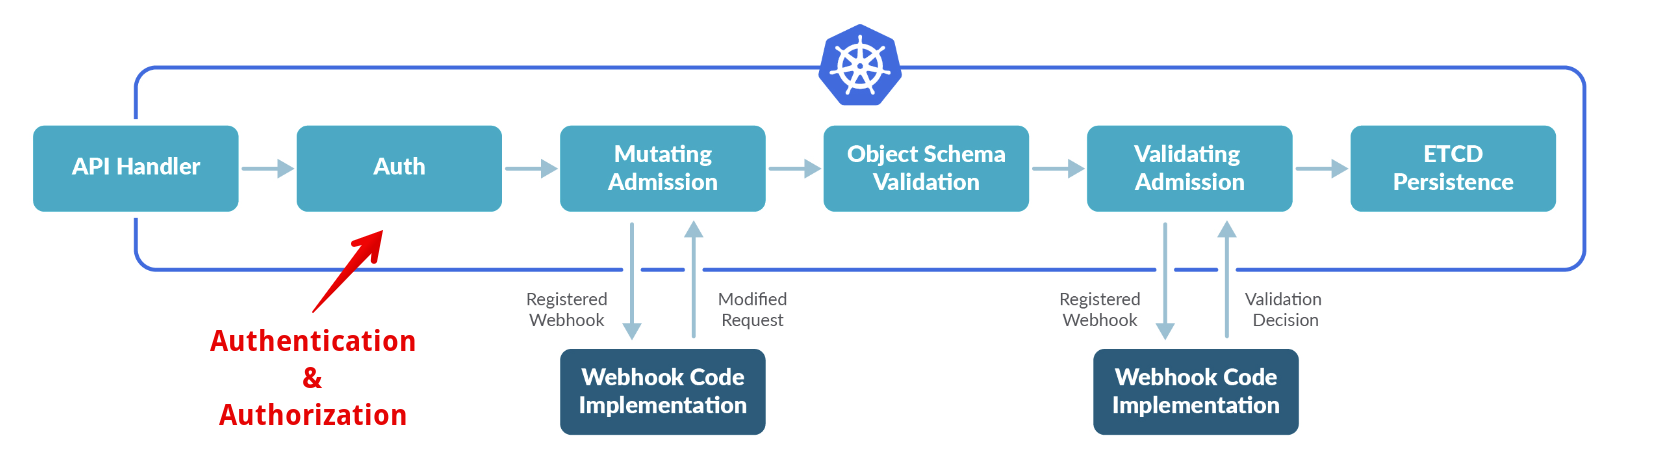 API Handler
Auth
Mutating
Admission
Object Schema
Validation
Validating
Admission
ETCD
Persistence
Registered
Webhook
Modified
Request
Registered
Webhook
Validation
Decision
Authentication
&
Authorization
Webhook Code
Implementation
Webhook Code
Implementation